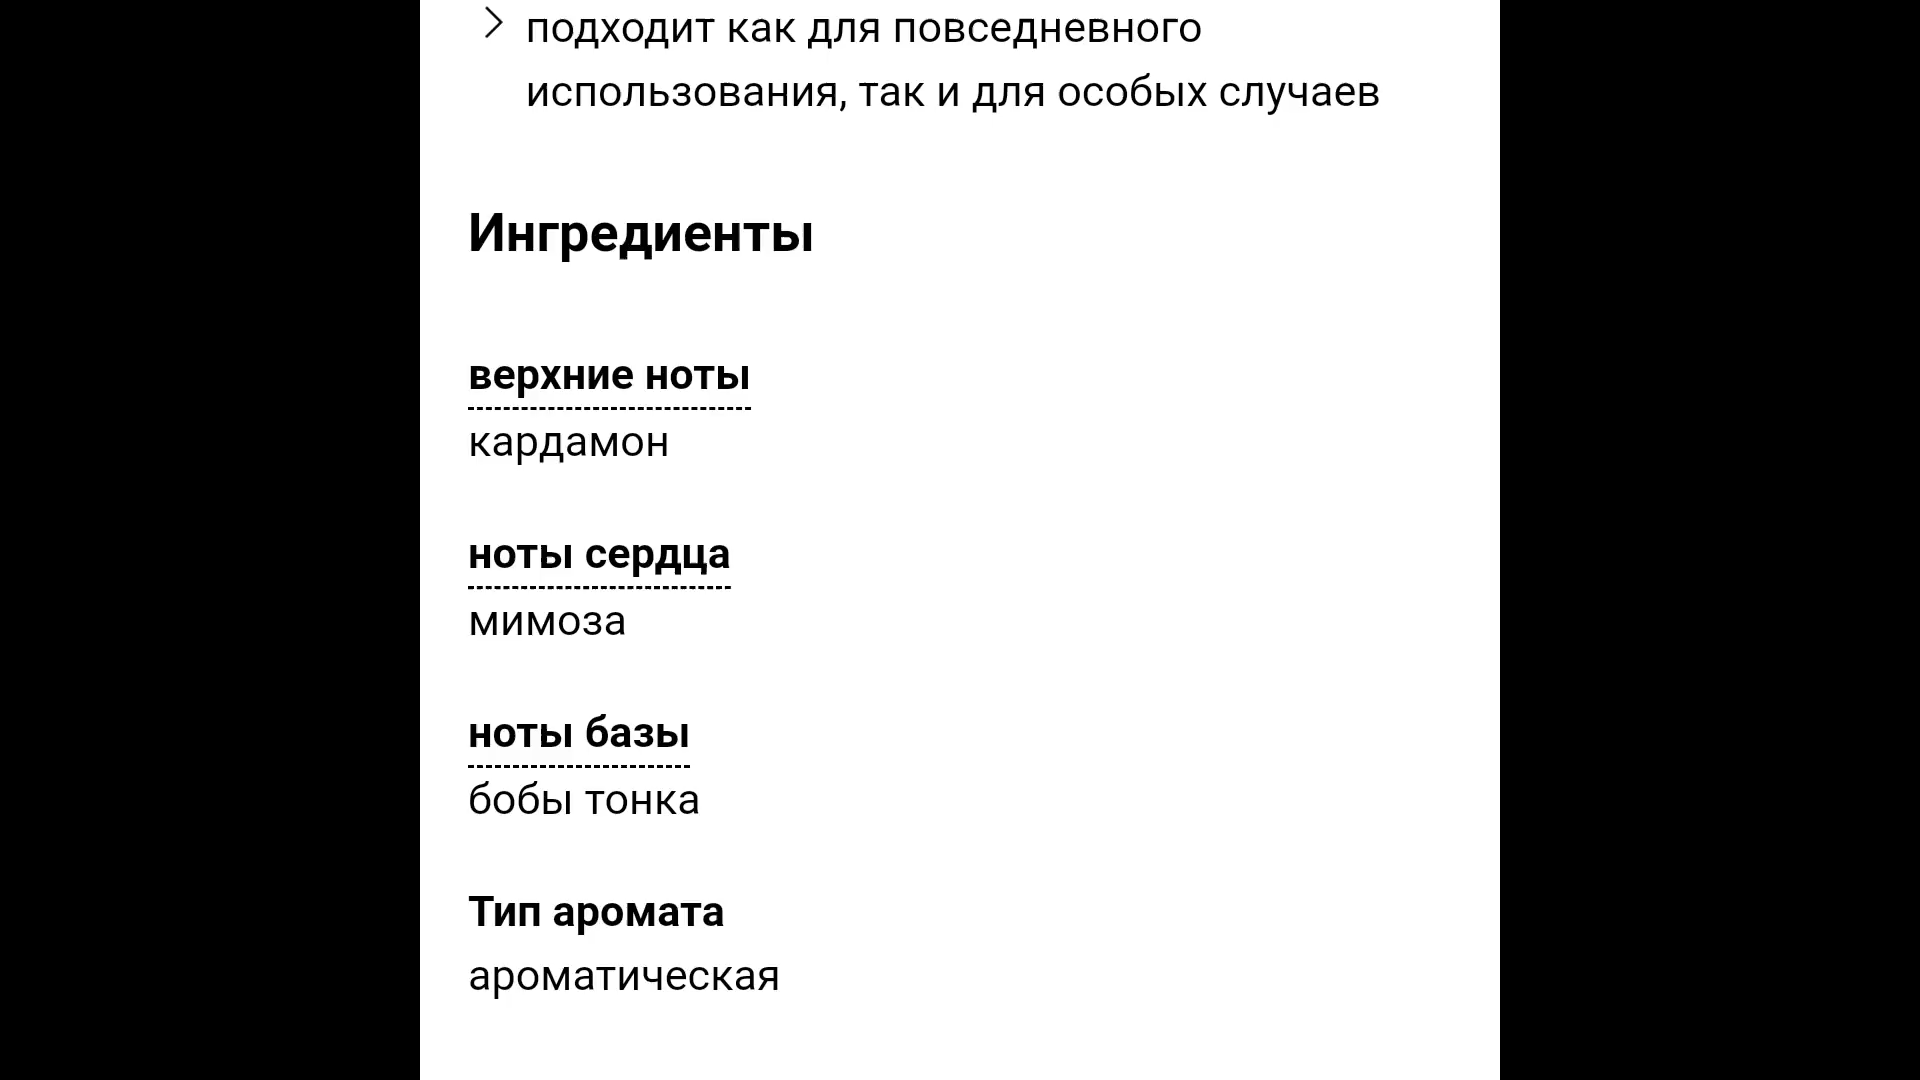 подходит как для повседневного
использования, так и для особых случаев
Ингредиенты
верхние ноты
кардамон
ноты сердца
мимоза
ноты базы
бобы тонка
Тип аромата
ароматическая